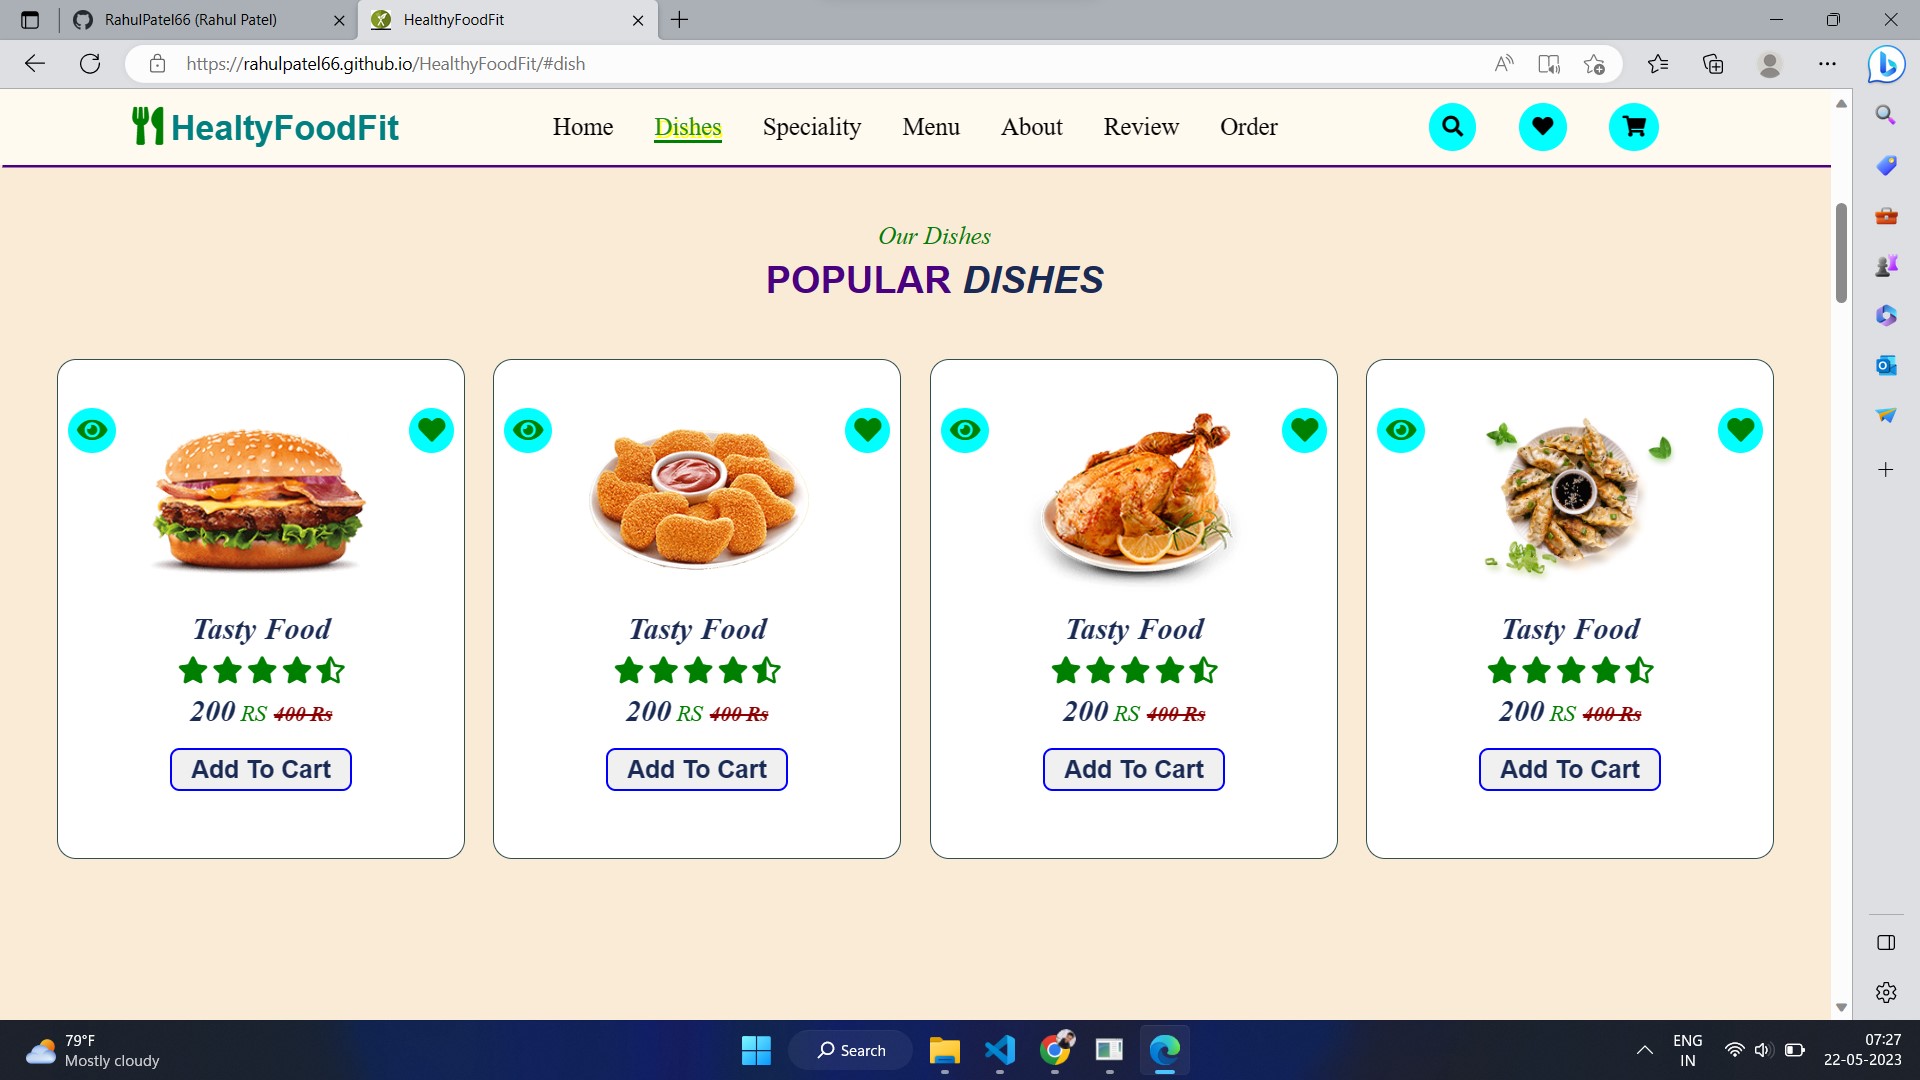 RahulPatel66 (Rahul Patel)
HealthyFoodFit
https://rahulpatel66.github.io/HealthyFoodFit/#dish
HealtyFoodFit
Home Dishes Speciality Menu About Review Order
Our Dishes
POPULAR DISHES
Tasty Food
200 RS 400 Rs
Add To Cart
Tasty Food
200 RS 400 Rs
Add To Cart
Tasty Food
200 RS 400 Rs
Add To Cart
Tasty Food
200 RS 400 Rs
Add To Cart
79°F
Mostly cloudy
Search
ENG
IN
07:27
22-05-2023